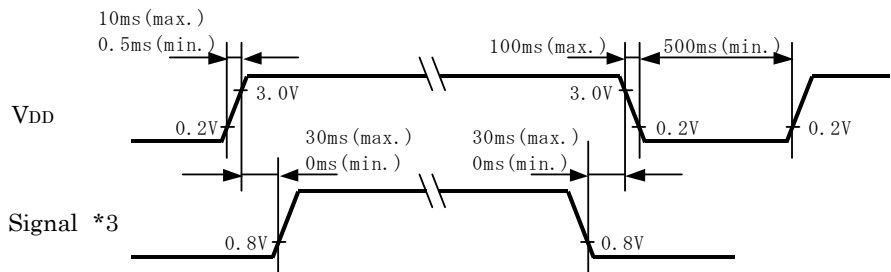 10ms(max.)
0.5ms(min.)
100ms(max.)
500ms(min.)
VDD
3.0V
3.0V
0.2V
0.2V
0.2V
30ms(max.)
0ms(min.)
30ms(max.)
0ms(min.)
Signal *3
0.8V
0.8V